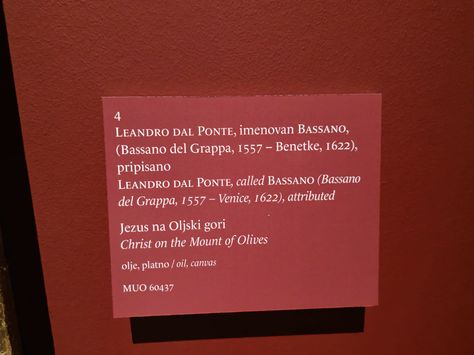 4
LEANDRO DAL PONTE, imenovan BASSANO,
(Bassano del Grappa, 1557 – Benetke, 1622),
pripisano
LEANDRO DAL PONTE, called BASSANO (Bassano
del Grappa, 1557 – Venice, 1622), attributed
Jezus na Oljski gori
Christ on the Mount of Olives
olje, platno / oil, canvas
MUO 60437